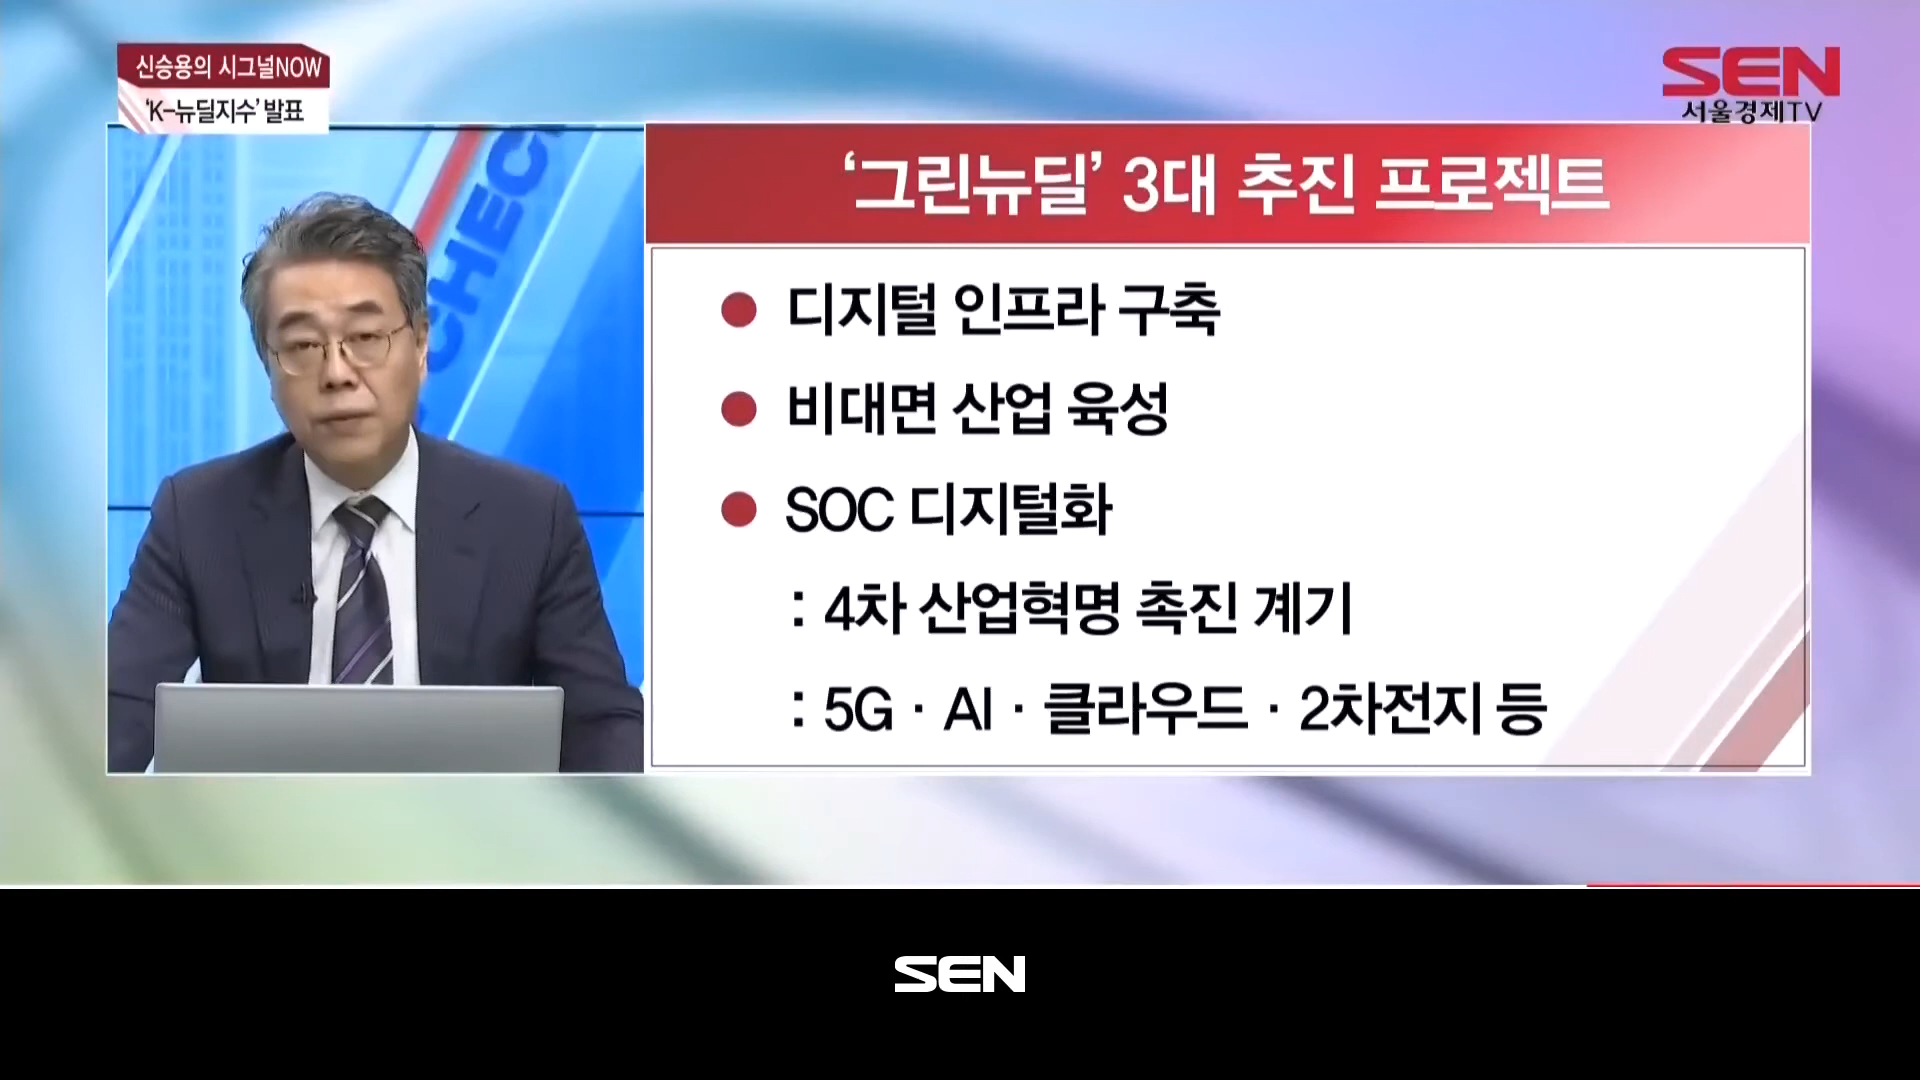 신승용의 시그널NOW
'K-뉴딜지수' 발표
SEN
서울경제TV
CHECK
'그린뉴딜' 3대 추진 프로젝트
● 디지털 인프라 구축
● 비대면 산업 육성
● SOC 디지털화
: 4차 산업혁명 촉진 계기
: 5G · AI · 클라우드 · 2차전지 등
SEN